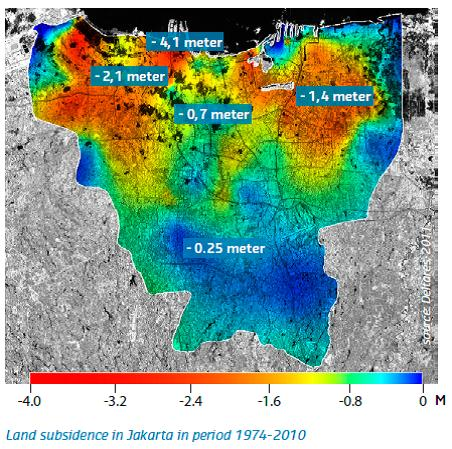 - 4,1 meter
- 2,1 meter
- 1,4 meter
- 0,7 meter
- 0.25 meter
source: Deltares 2011
-4.0 -3.2 -2.4 -1.6 -0.8 0 M
Land subsidence in Jakarta in period 1974-2010